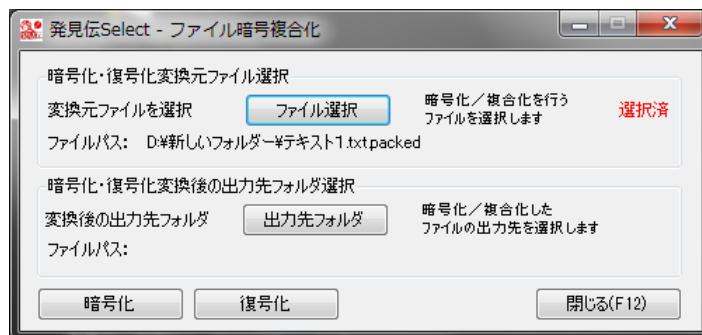 発見伝Select - ファイル暗号複合化
暗号化・復号化変換元ファイル選択
変換元ファイルを選択
ファイル選択
暗号化／複合化を行う
ファイルを選択します
選択済
ファイルパス: D:¥新しいフォルダー¥テキスト1.txt.packed
暗号化・復号化変換後の出力先フォルダ選択
変換後の出力先フォルダ
出力先フォルダ
暗号化／複合化した
ファイルの出力先を選択します
ファイルパス:
暗号化
復号化
閉じる(F12)